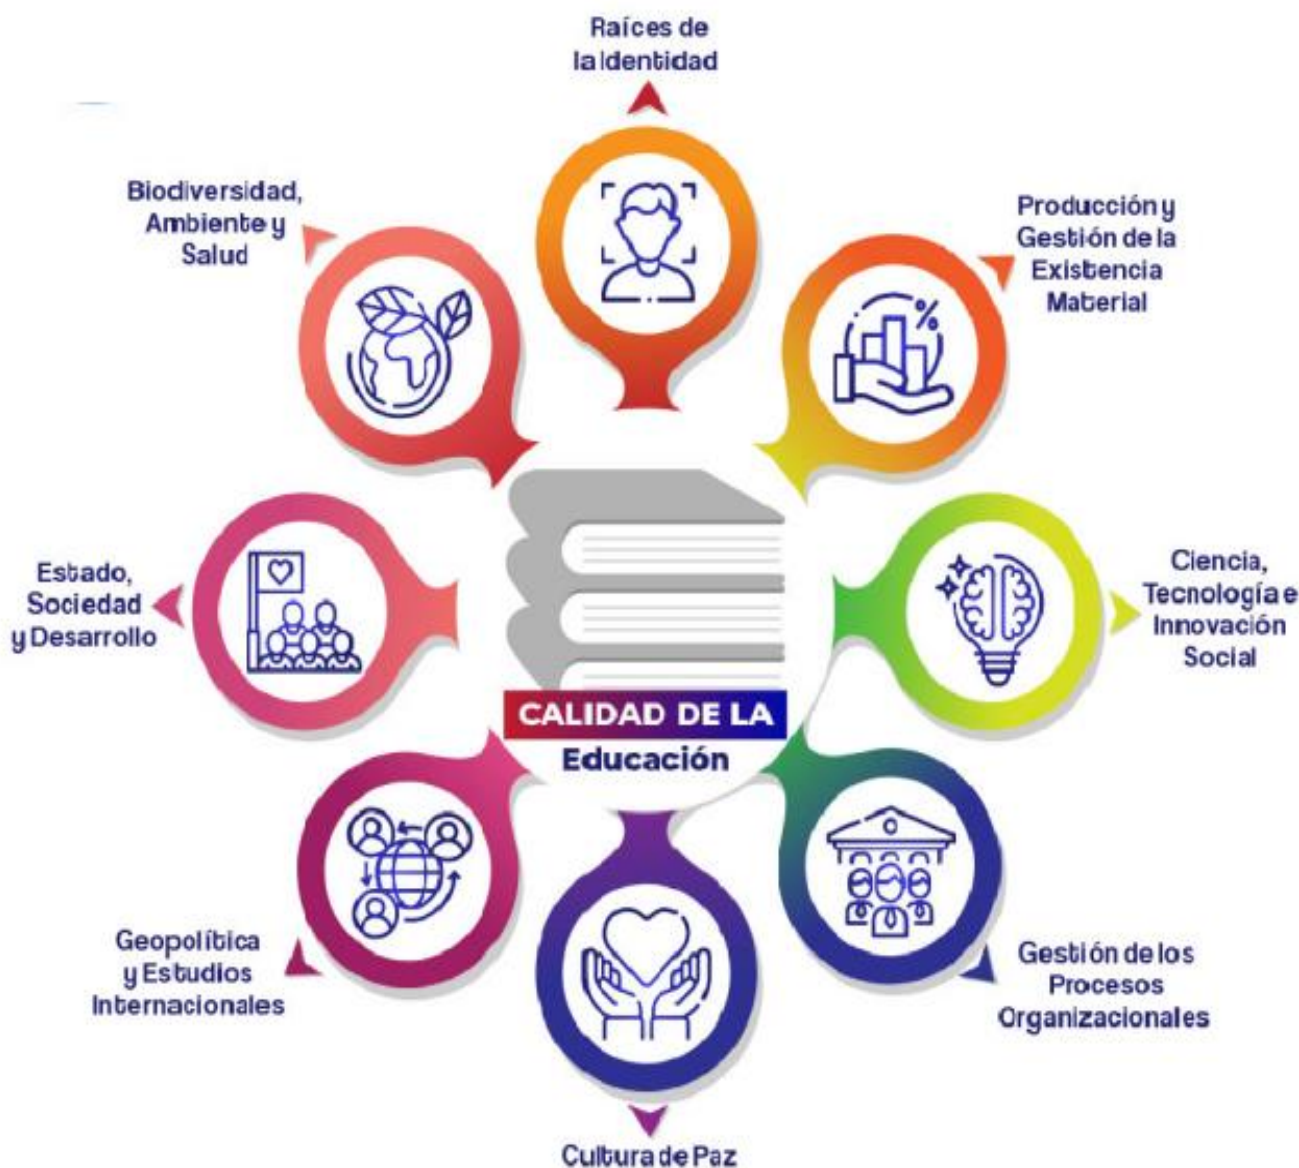 Raíces de
la Identidad
Producción y
Gestión de la
Existencia
Material
%
Ciencia,
Tecnología e
Innovación
Social
Gestión de los
Procesos
Organizacionales
Cultura de Paz
Geopolítica
y Estudios
Internacionales
Estado,
Sociedad
y Desarrollo
Biodiversidad,
Ambiente y
Salud
CALIDAD DE LA
Educación